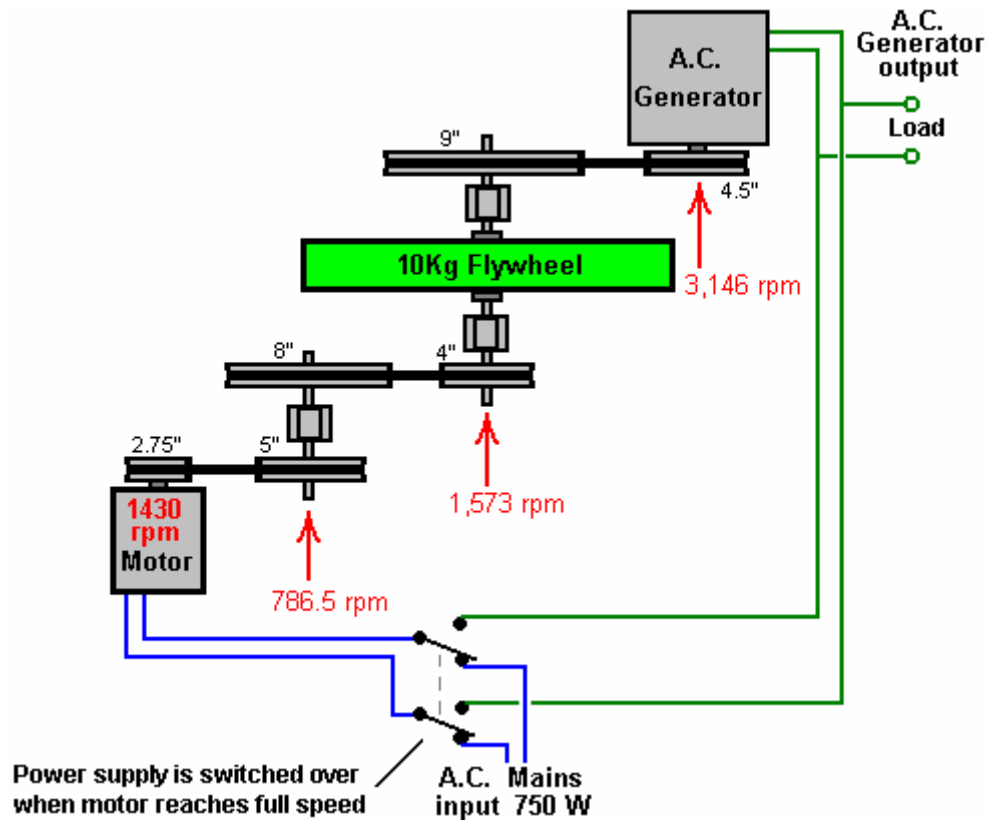 A.C.
Generator
A.C.
Generator
output
Load
9"
4.5"
10Kg Flywheel
3,146 rpm
8"
4"
2.75"
5"
1430
rpm
Motor
1,573 rpm
786.5 rpm
Power supply is switched over
when motor reaches full speed
A.C. Mains
input 750 W